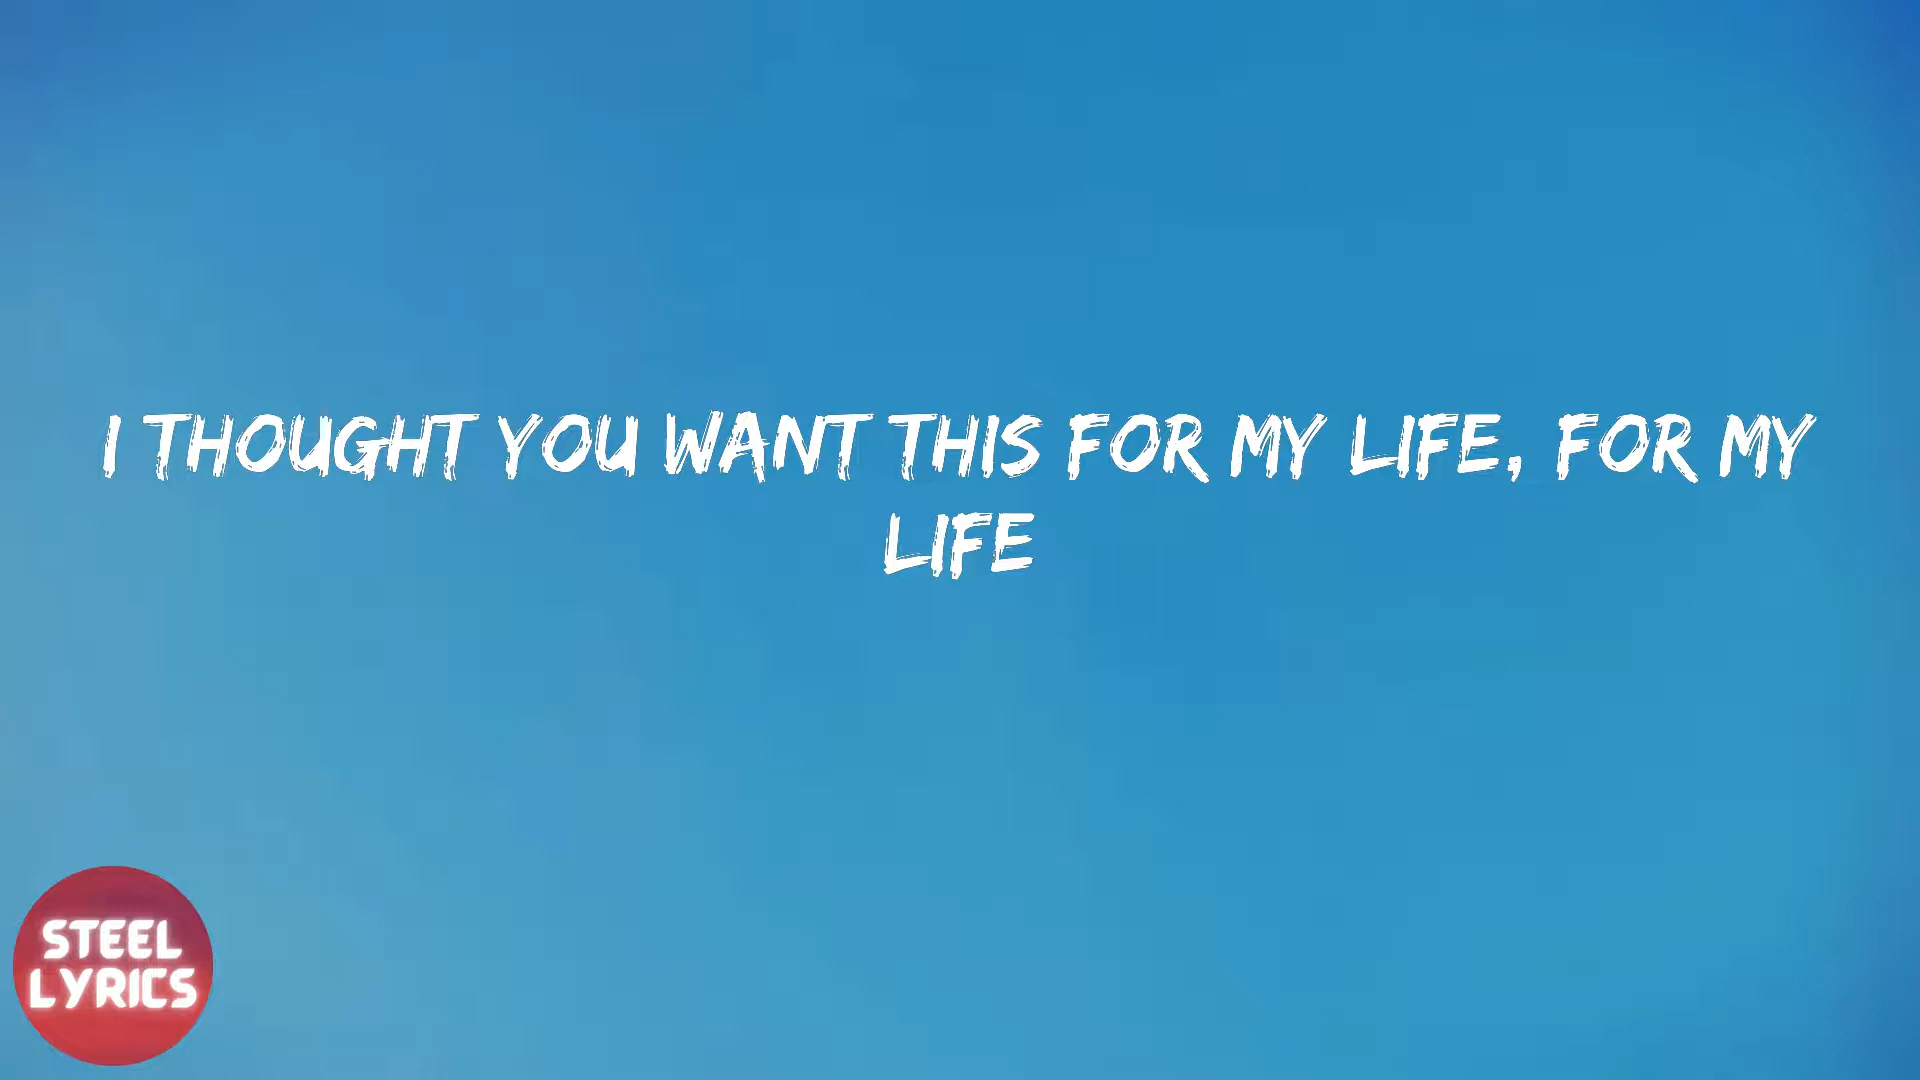 I THOUGHT YOU WANT THIS FOR MY LIFE, FOR MY
LIFE
STEEL
LYRICS